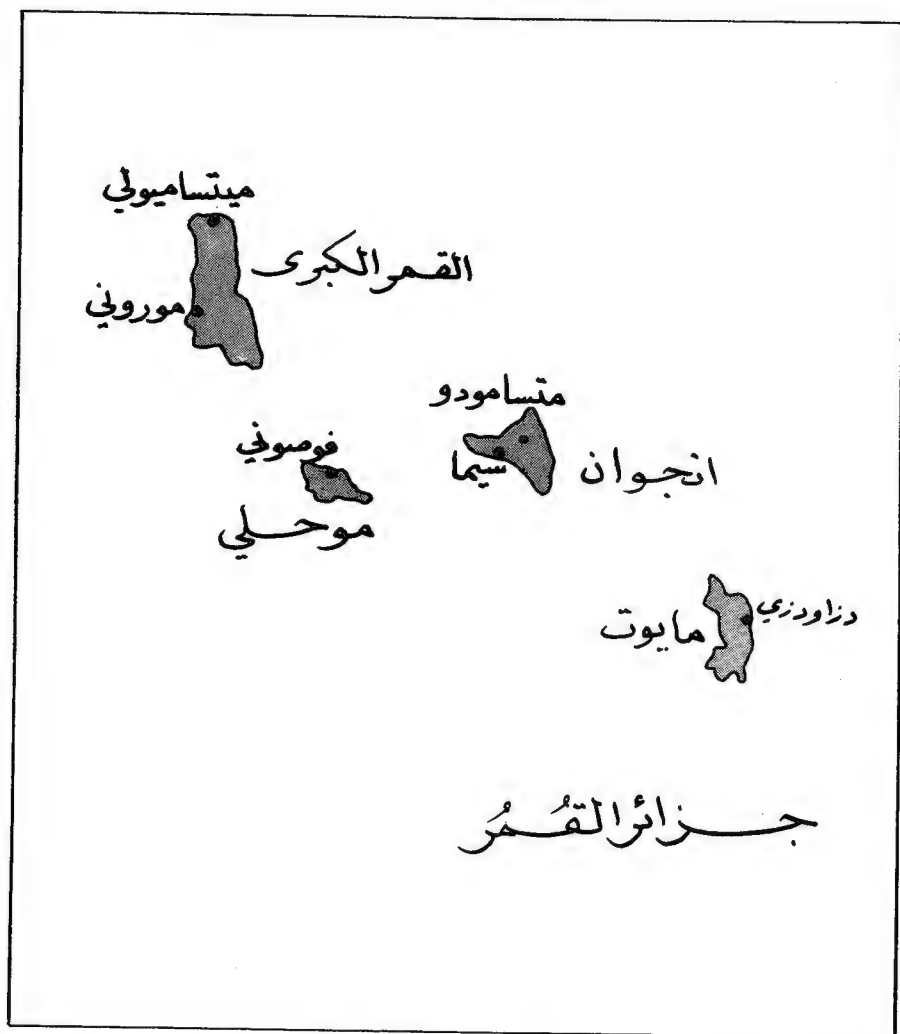 ميتساميولي
القمر الكبرى
موروني
متسامودو
فومبوني
سيما
انجوان
موحلي
دزاودزي
مايوت
جزائر القُمُر